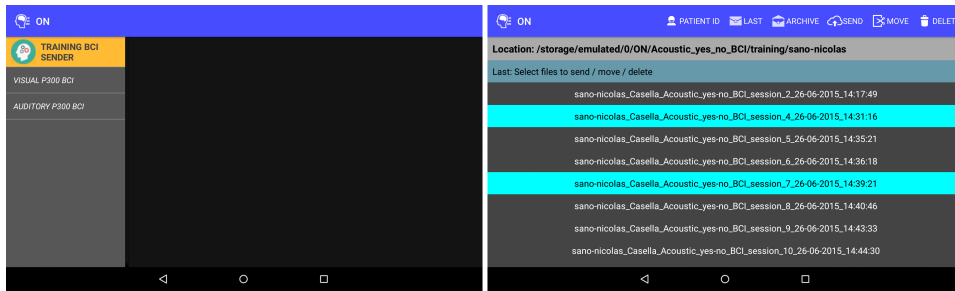 ON
TRAINING BCI
SENDER
VISUAL P300 BCI
AUDITORY P300 BCI
ON PATIENT ID LAST ARCHIVE SEND MOVE DELET
Location: /storage/emulated/0/ON/Acoustic_yes_no_BCI/training/sano-nicolas
Last: Select files to send / move / delete
sano-nicolas_Casella_Acoustic_yes-no_BCI_session_2_26-06-2015_14:17:49
sano-nicolas_Casella_Acoustic_yes-no_BCI_session_4_26-06-2015_14:31:16
sano-nicolas_Casella_Acoustic_yes-no_BCI_session_5_26-06-2015_14:35:21
sano-nicolas_Casella_Acoustic_yes-no_BCI_session_6_26-06-2015_14:36:18
sano-nicolas_Casella_Acoustic_yes-no_BCI_session_7_26-06-2015_14:39:21
sano-nicolas_Casella_Acoustic_yes-no_BCI_session_8_26-06-2015_14:40:46
sano-nicolas_Casella_Acoustic_yes-no_BCI_session_9_26-06-2015_14:43:33
sano-nicolas_Casella_Acoustic_yes-no_BCI_session_10_26-06-2015_14:44:30